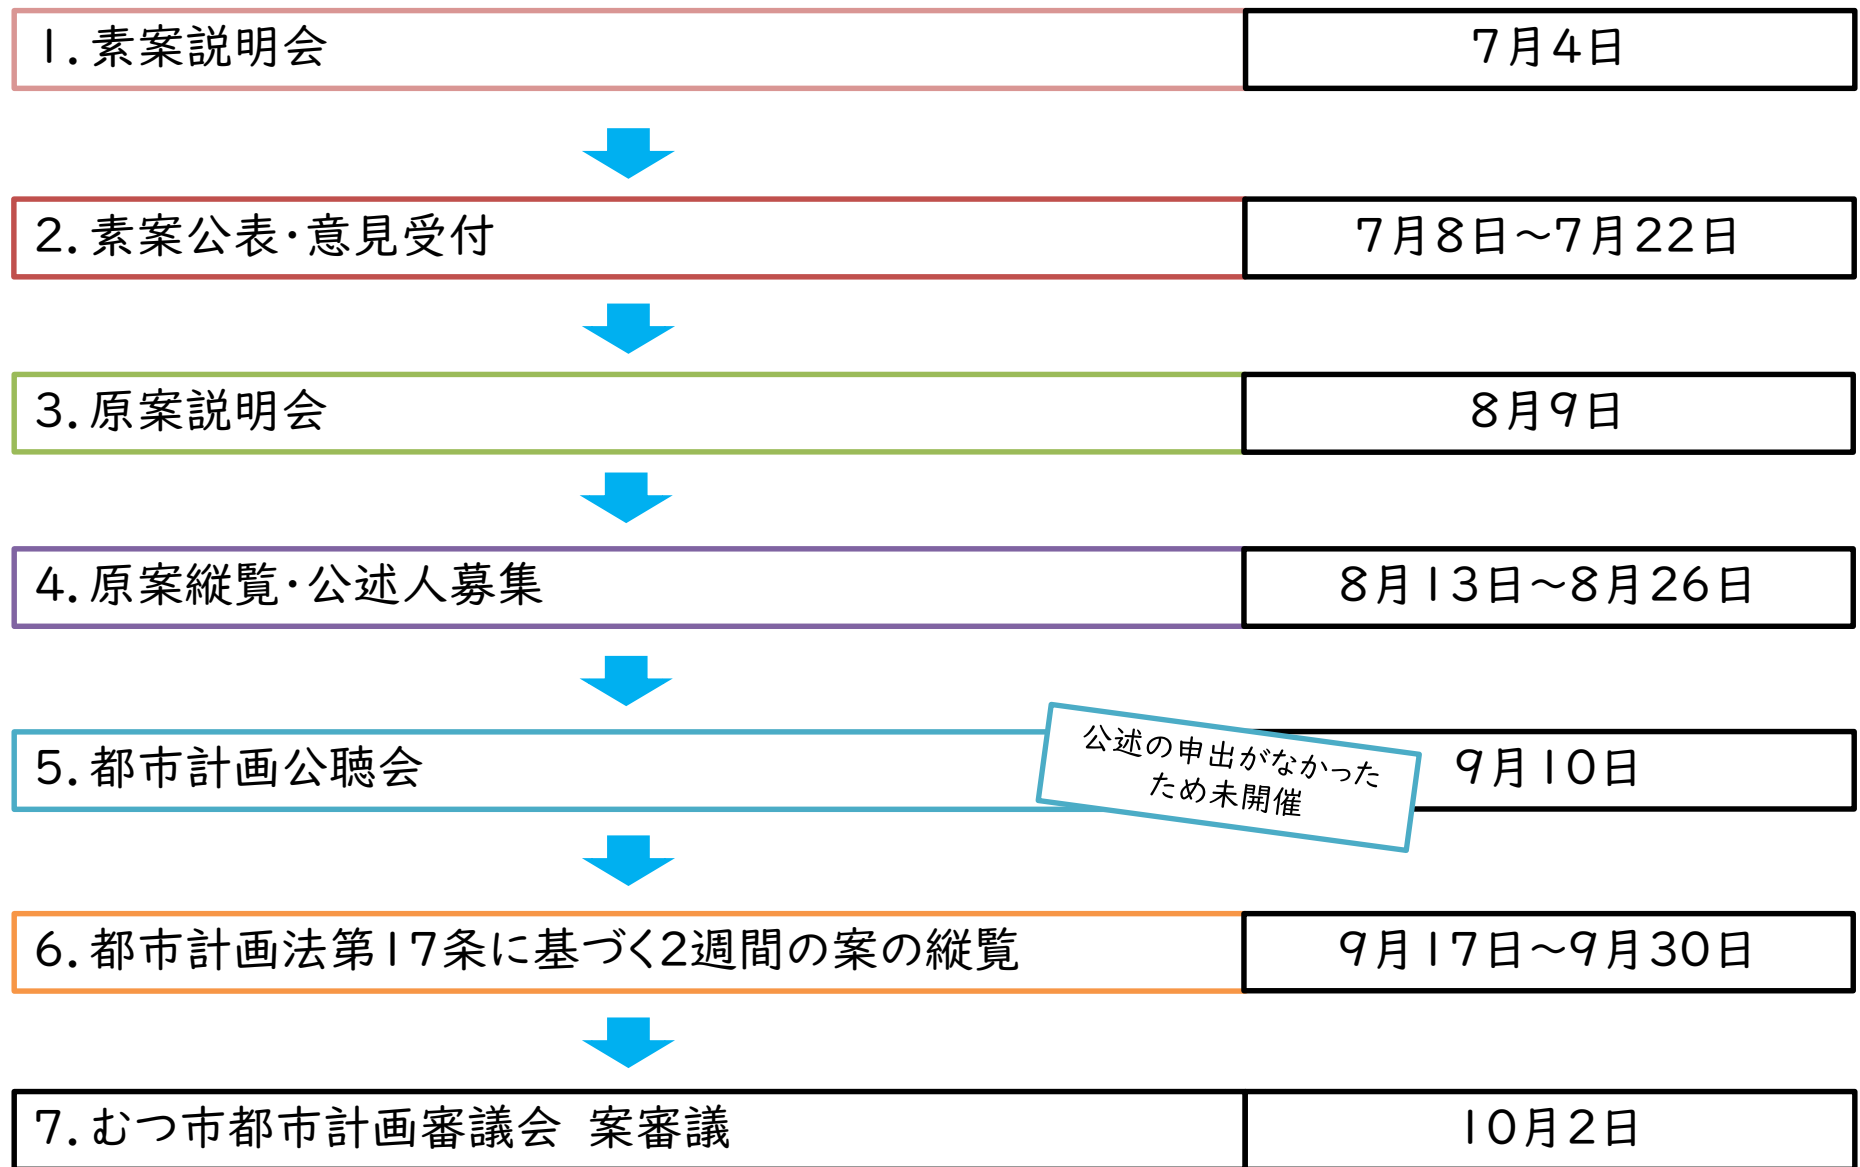 1.素案説明会
7月4日
2.素案公表・意見受付
7月8日～7月22日
3.原案説明会
8月9日
4.原案縦覧・公述人募集
8月13日～8月26日
5.都市計画公聴会
公述の申出がなかった
ため未開催
9月10日
6.都市計画法第17条に基づく2週間の案の縦覧
9月17日～9月30日
7.むつ市都市計画審議会 案審議
10月2日